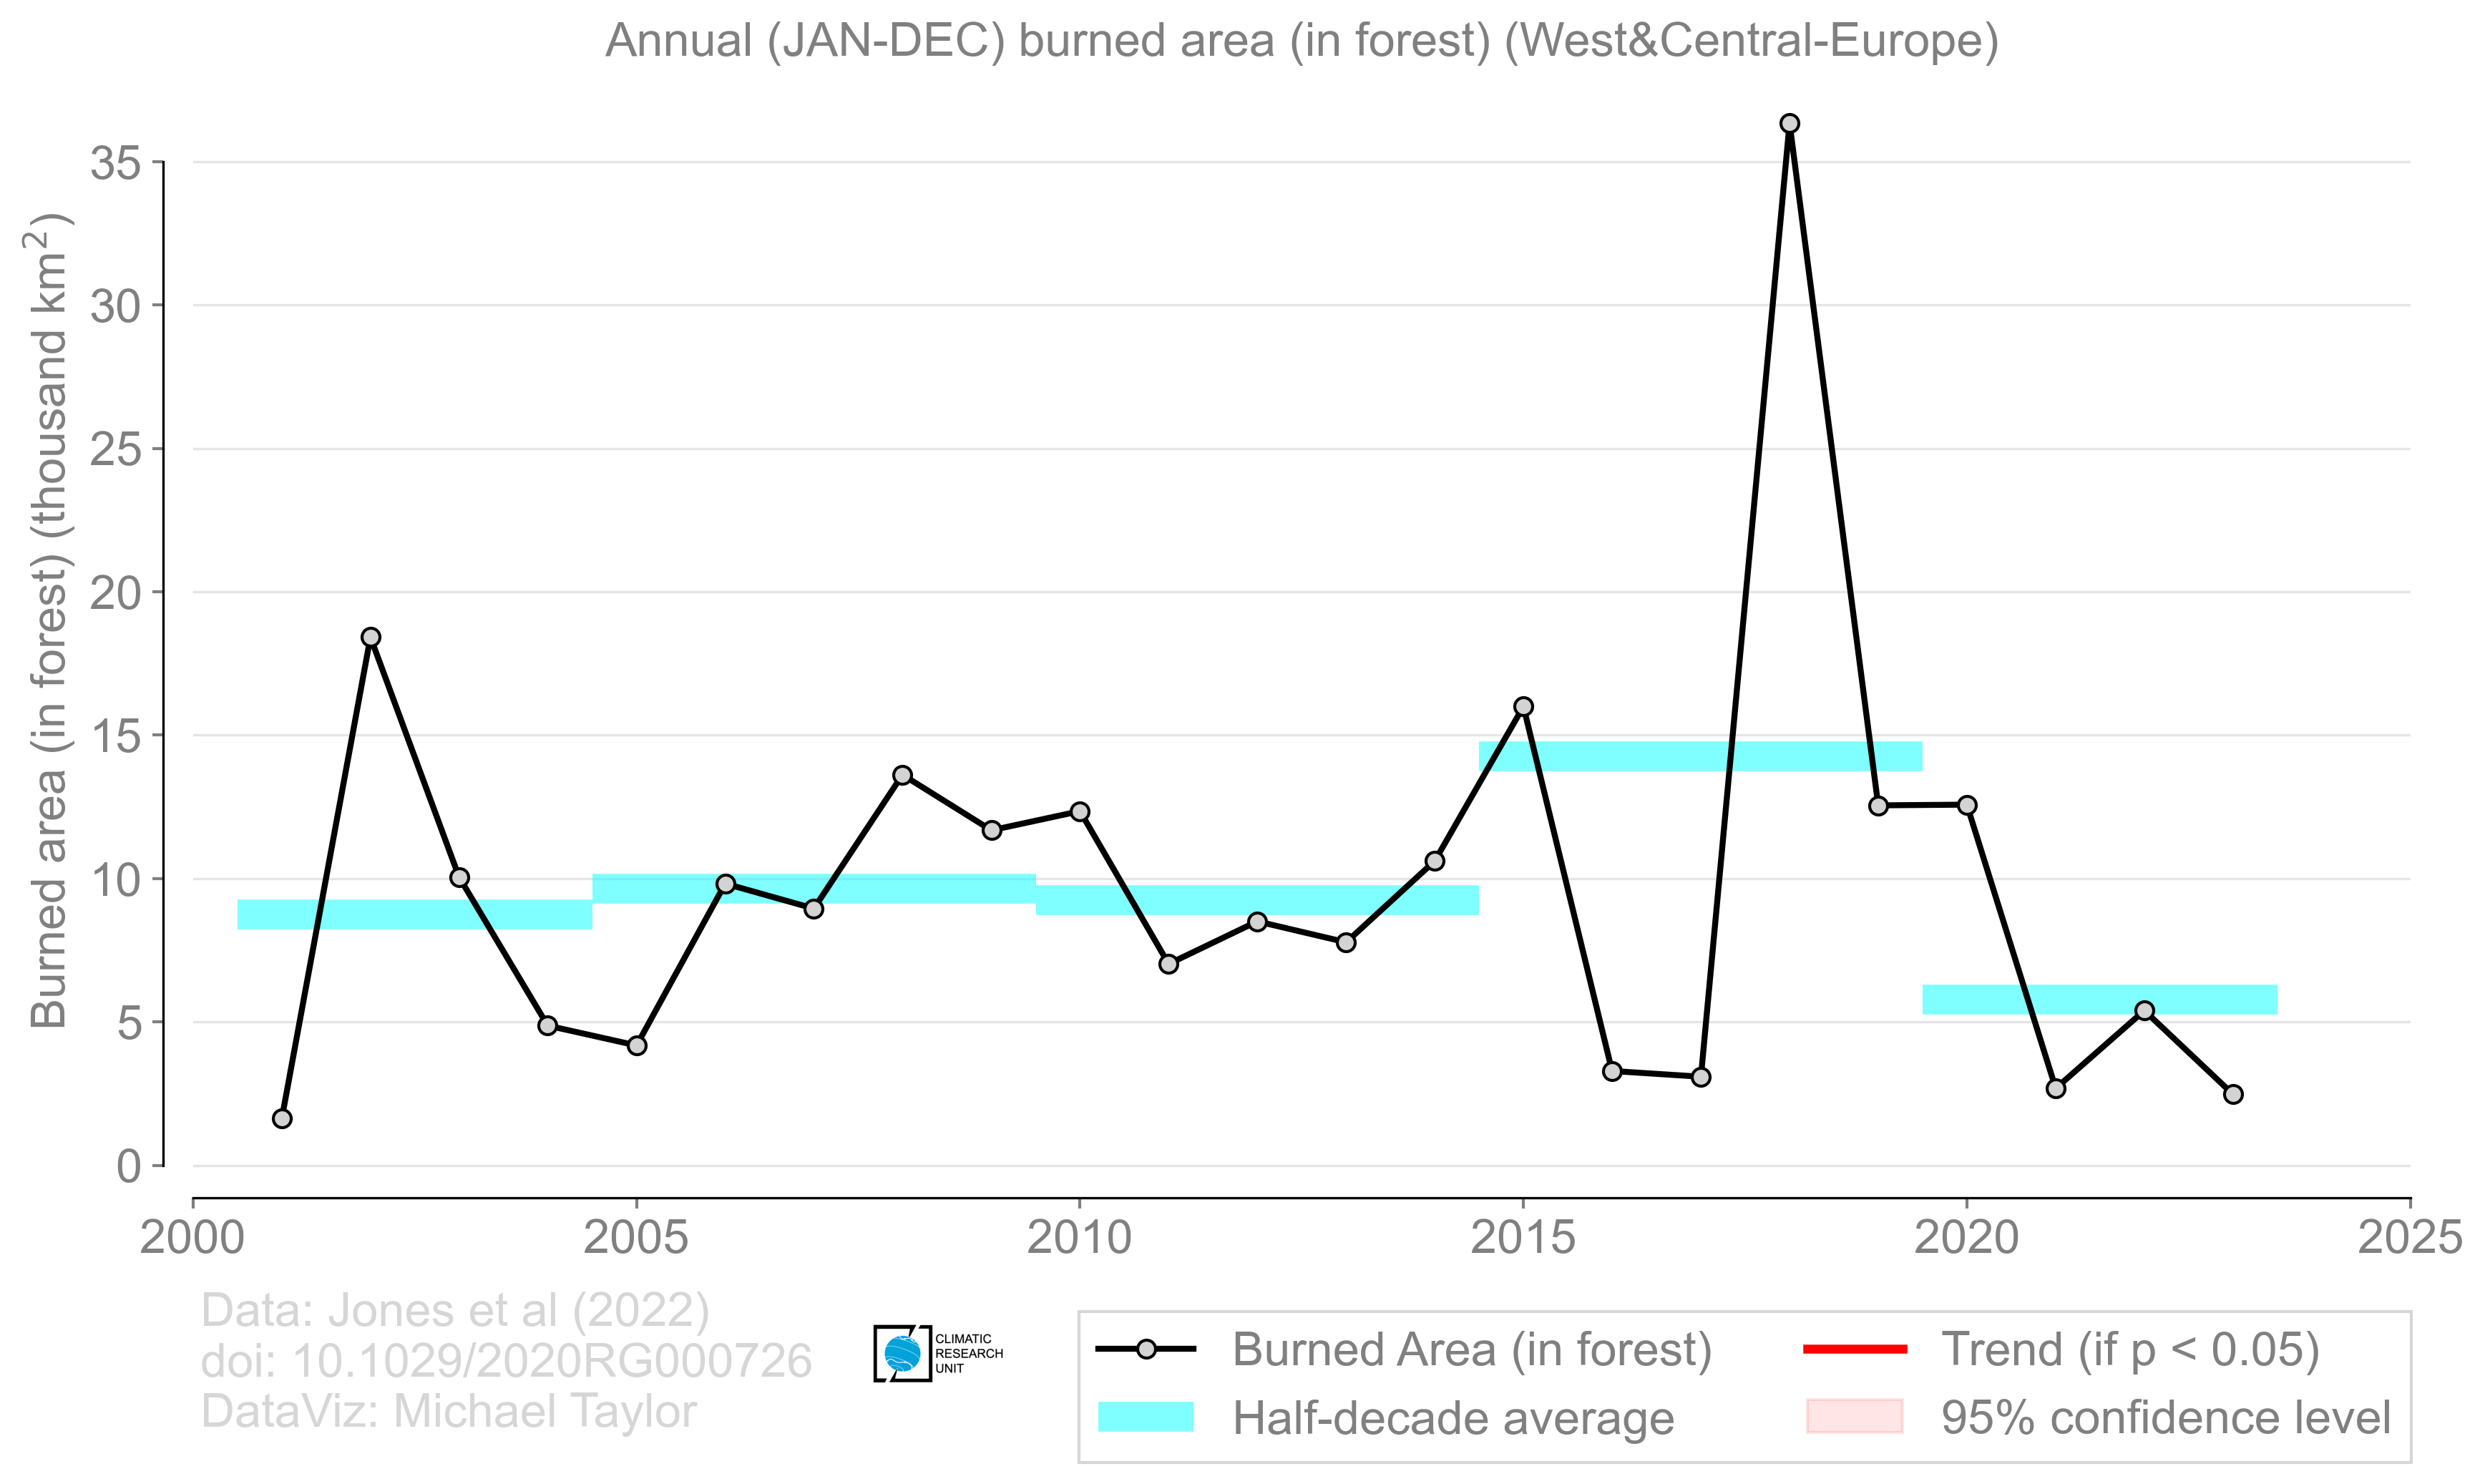 Annual (JAN-DEC) burned area (in forest) (West&Central-Europe)
Burned area (in forest) (thousand km²)
35
30
25
20
15
10
5
0
2000 2005 2010 2015 2020 2025
Data: Jones et al (2022)
doi: 10.1029/2020RG000726
DataViz: Michael Taylor
CLIMATIC
RESEARCH
UNIT
Burned Area (in forest)
Half-decade average
Trend (if p < 0.05)
95% confidence level